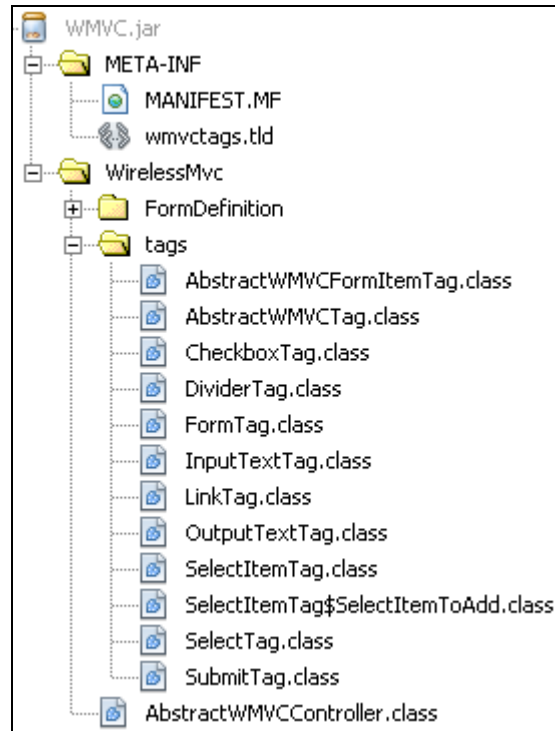 WMVC.jar
META-INF
MANIFEST.MF
wmvctags.tld
WirelessMvc
FormDefinition
tags
AbstractWMVCFormItemTag.class
AbstractWMVCTag.class
CheckboxTag.class
DividerTag.class
FormTag.class
InputTextTag.class
LinkTag.class
OutputTextTag.class
SelectItemTag.class
SelectItemTag$SelectItemToAdd.class
SelectTag.class
SubmitTag.class
AbstractWMVCController.class